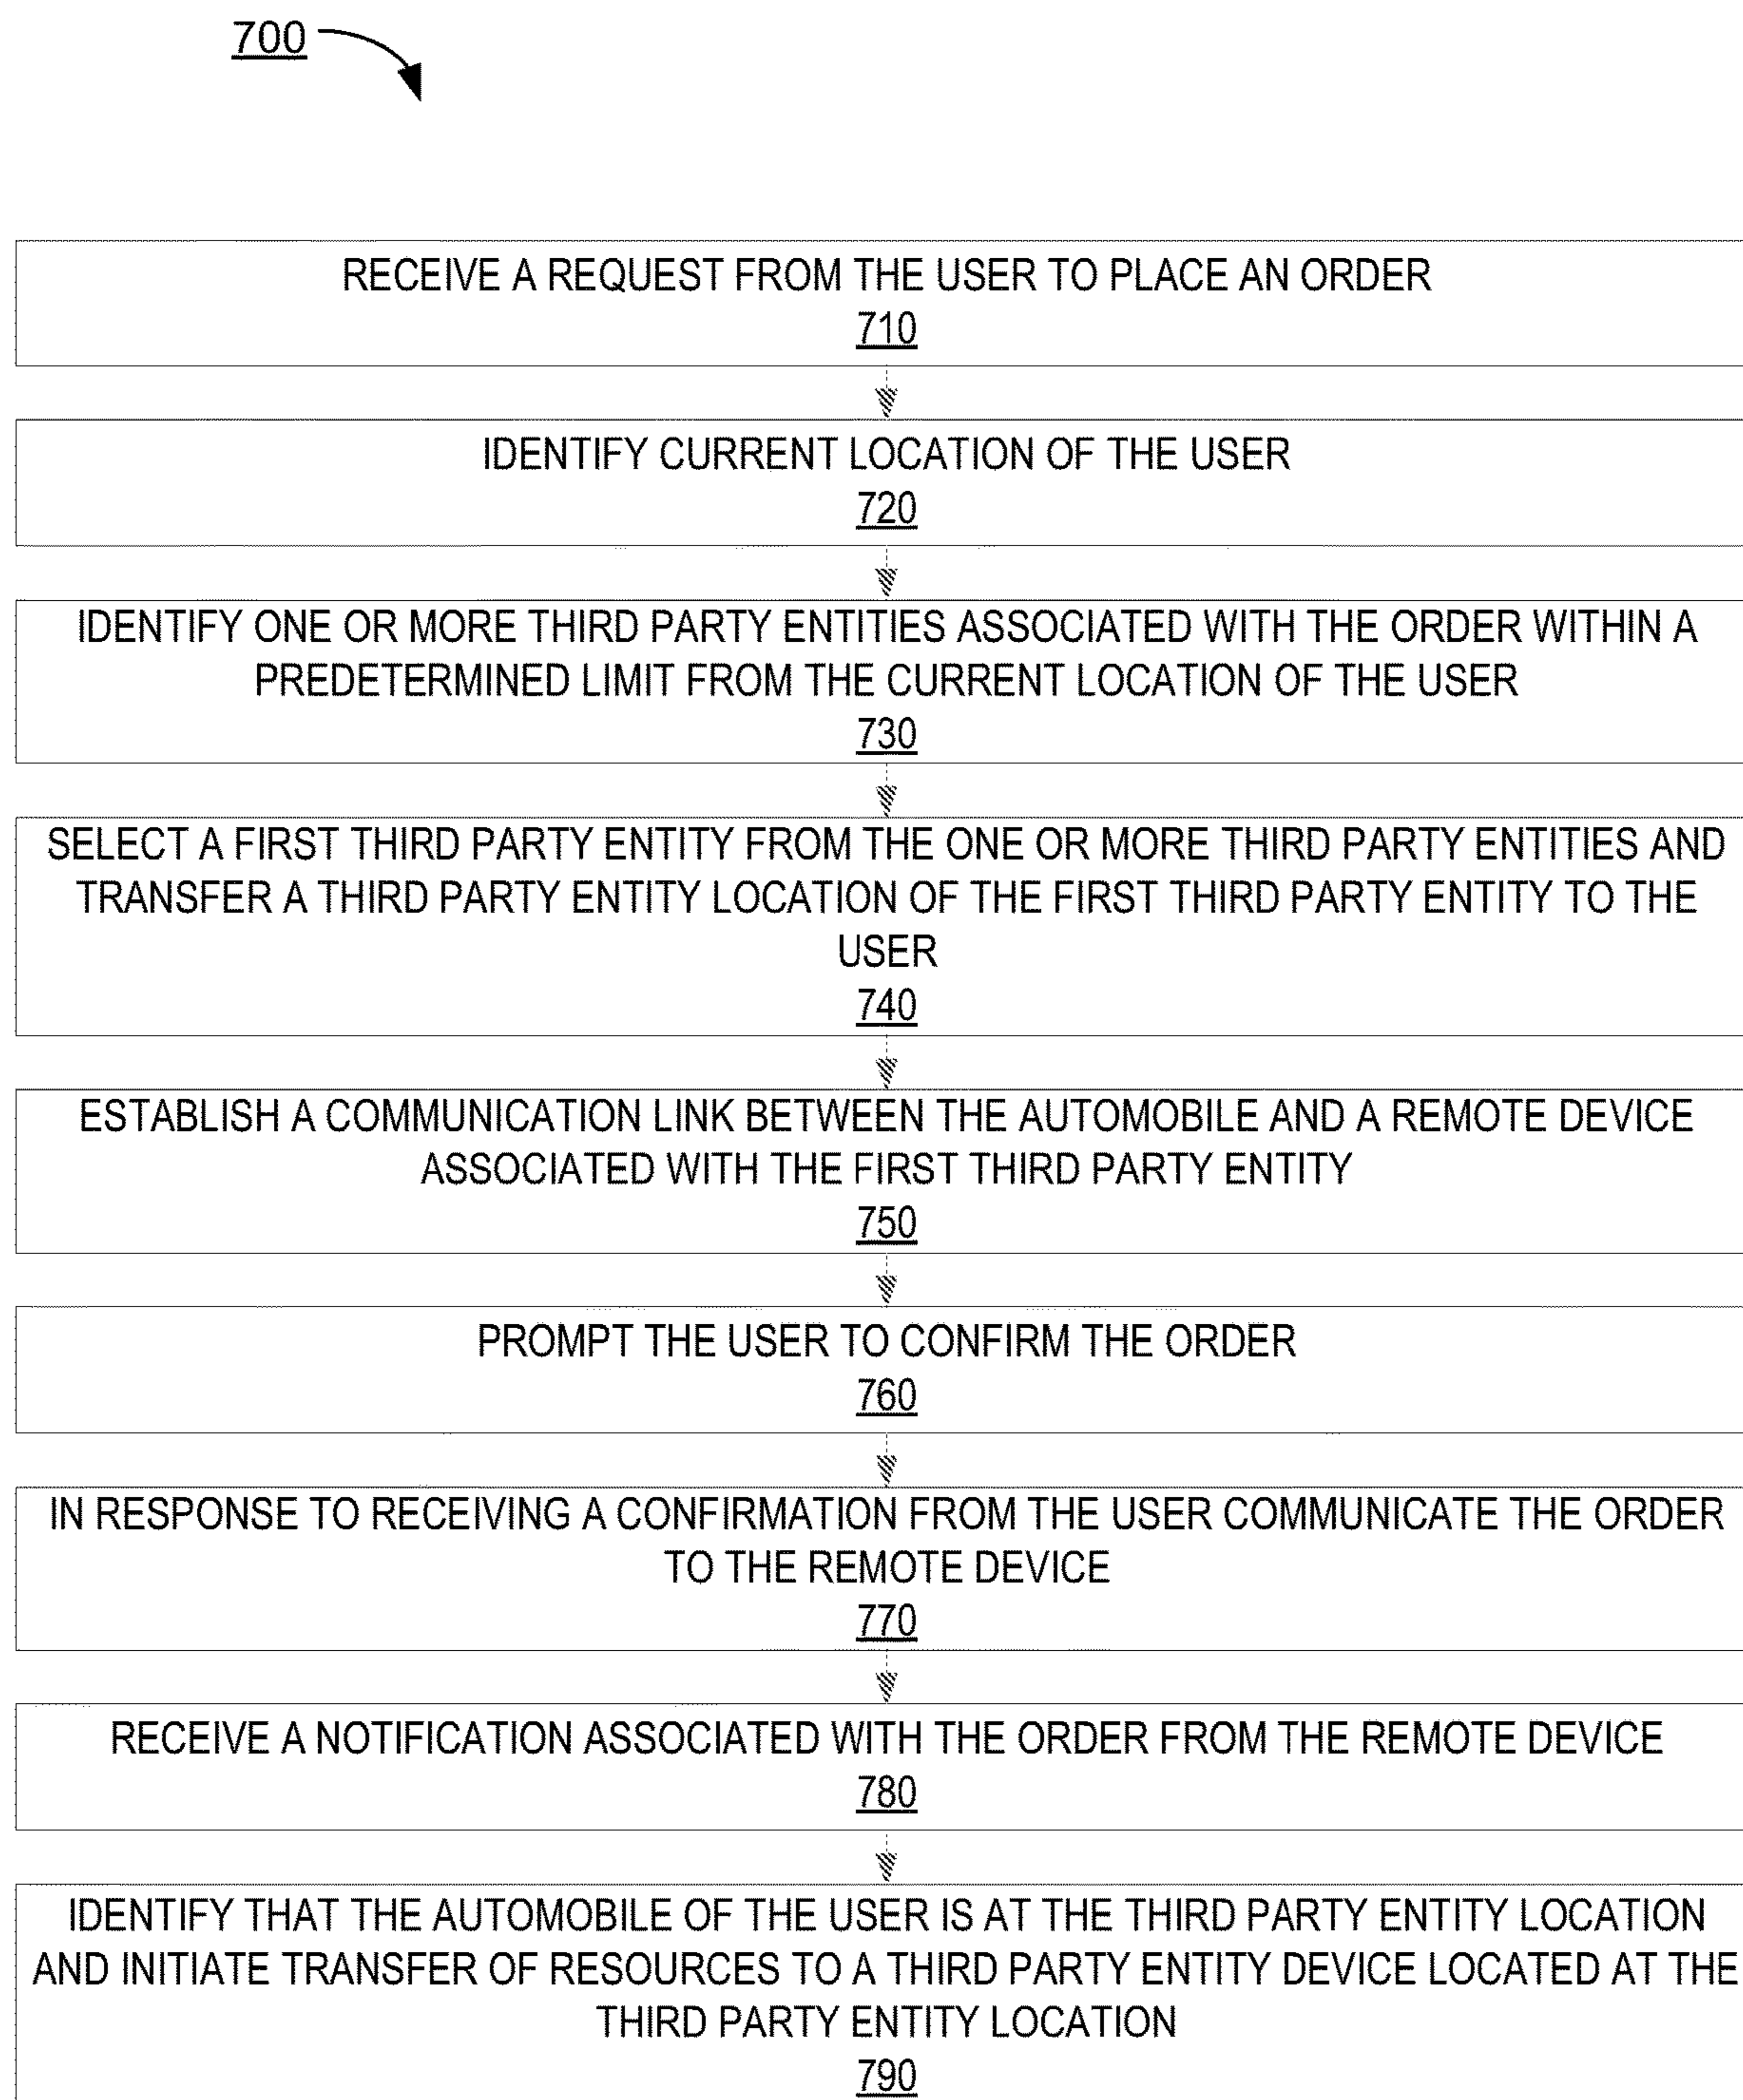 700
RECEIVE A REQUEST FROM THE USER TO PLACE AN ORDER
710
IDENTIFY CURRENT LOCATION OF THE USER
720
IDENTIFY ONE OR MORE THIRD PARTY ENTITIES ASSOCIATED WITH THE ORDER WITHIN A
PREDETERMINED LIMIT FROM THE CURRENT LOCATION OF THE USER
730
SELECT A FIRST THIRD PARTY ENTITY FROM THE ONE OR MORE THIRD PARTY ENTITIES AND
TRANSFER A THIRD PARTY ENTITY LOCATION OF THE FIRST THIRD PARTY ENTITY TO THE
USER
740
ESTABLISH A COMMUNICATION LINK BETWEEN THE AUTOMOBILE AND A REMOTE DEVICE
ASSOCIATED WITH THE FIRST THIRD PARTY ENTITY
750
PROMPT THE USER TO CONFIRM THE ORDER
760
IN RESPONSE TO RECEIVING A CONFIRMATION FROM THE USER COMMUNICATE THE ORDER
TO THE REMOTE DEVICE
770
RECEIVE A NOTIFICATION ASSOCIATED WITH THE ORDER FROM THE REMOTE DEVICE
780
IDENTIFY THAT THE AUTOMOBILE OF THE USER IS AT THE THIRD PARTY ENTITY LOCATION
AND INITIATE TRANSFER OF RESOURCES TO A THIRD PARTY ENTITY DEVICE LOCATED AT THE
THIRD PARTY ENTITY LOCATION
790